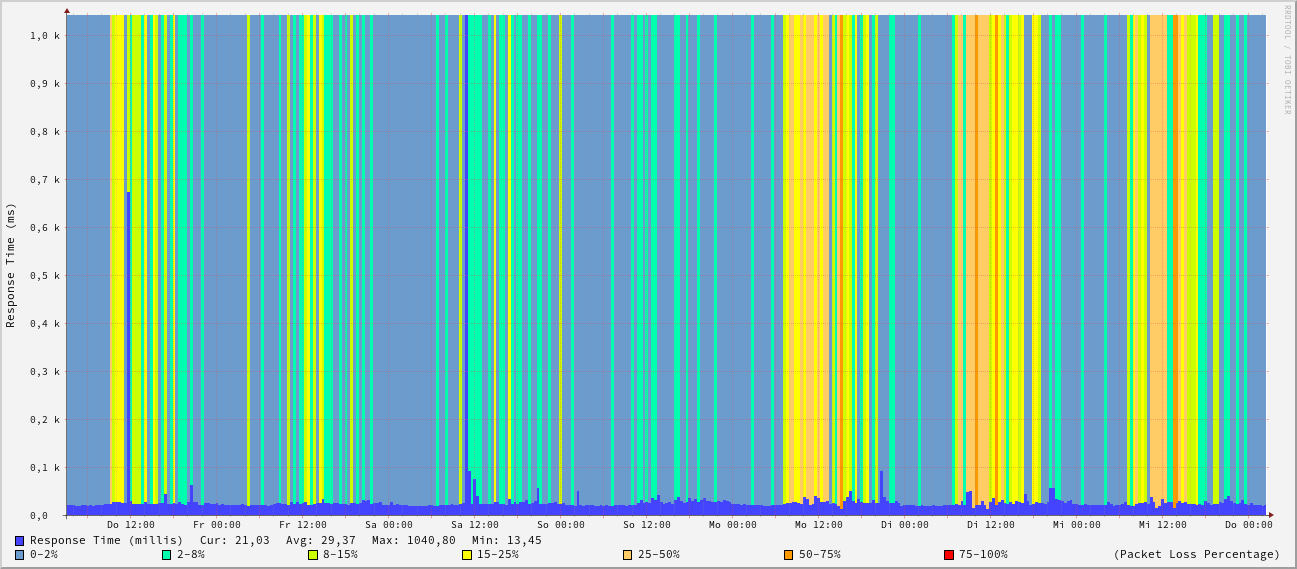 RRDTOOL / TOBI OETIKER
Response Time (ms)
1,0 k
0,9 k
0,8 k
0,7 k
0,6 k
0,5 k
0,4 k
0,3 k
0,2 k
0,1 k
0,0
Do 12:00 Fr 00:00 Fr 12:00 Sa 00:00 Sa 12:00 So 00:00 So 12:00 Mo 00:00 Mo 12:00 Di 00:00 Di 12:00 Mi 00:00 Mi 12:00 Do 00:00
Response Time (millis) Cur: 21,03 Avg: 29,37 Max: 1040,80 Min: 13,45
0-2% 2-8% 8-15% 15-25% 25-50% 50-75% 75-100% (Packet Loss Percentage)